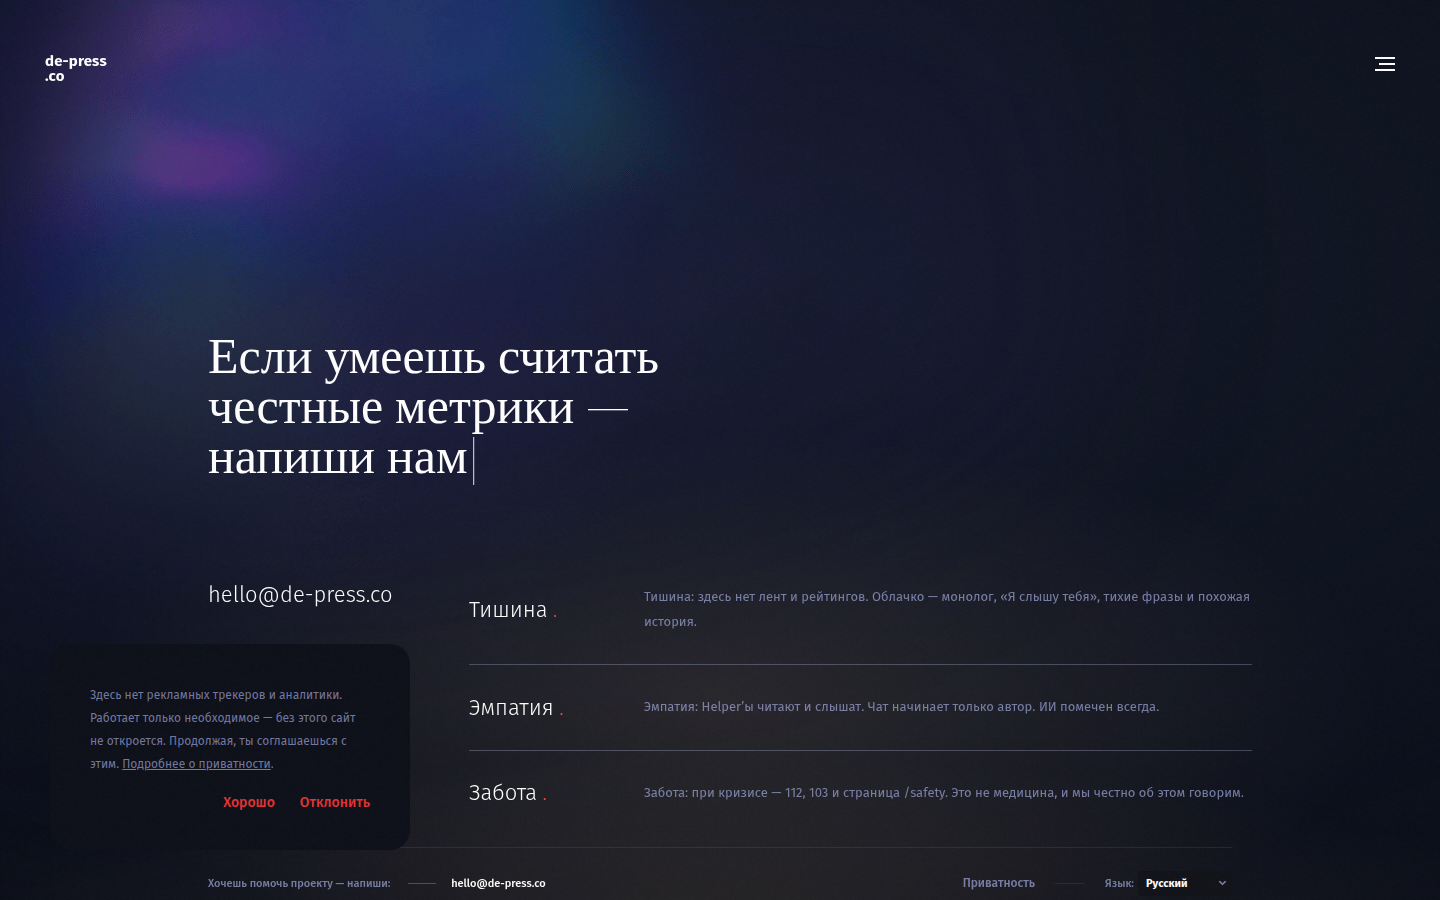 de-press
.co
Если умеешь считать
честные метрики —
напиши нам
hello@de-press.co
Тишина .
Тишина: здесь нет лент и рейтингов. Облачко — монолог, «Я слышу тебя», тихие фразы и похожая
история.
Эмпатия .
Эмпатия: Helper'ы читают и слышат. Чат начинает только автор. ИИ помечен всегда.
Забота .
Забота: при кризисе — 112, 103 и страница /safety. Это не медицина, и мы честно об этом говорим.
Здесь нет рекламных трекеров и аналитики.
Работает только необходимое — без этого сайт
не откроется. Продолжая, ты соглашаешься с
этим. Подробнее о приватности.
Хорошо Отклонить
Хочешь помочь проекту — напиши: hello@de-press.co
Приватность Язык: Русский